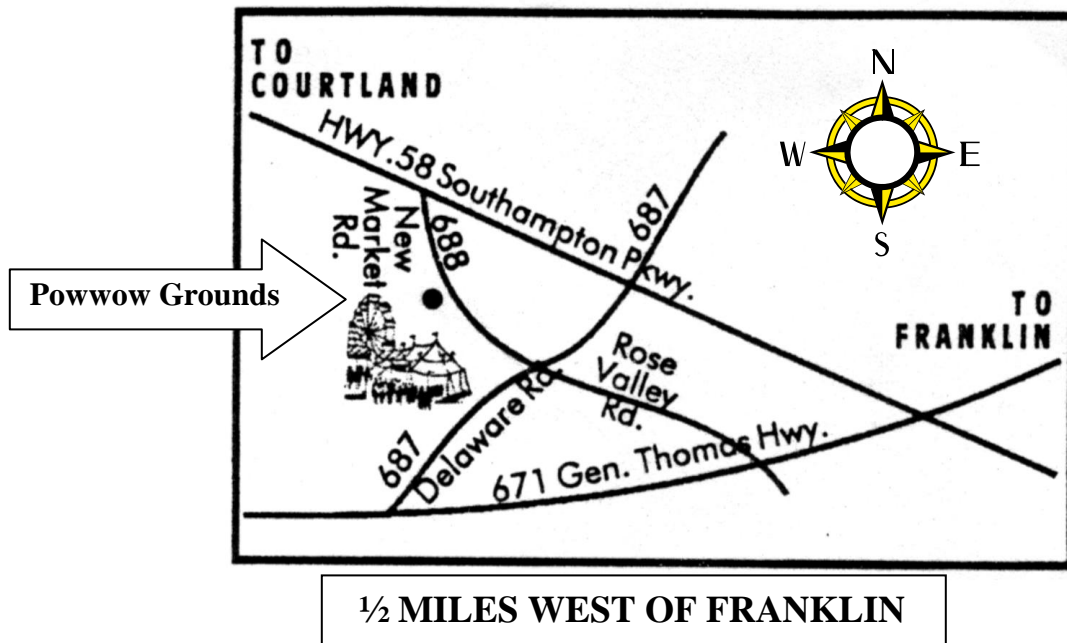 TO
COURTLAND
N
W
E
S
HWY. 58 Southampton Pkwy.
687
New
Market
Rd.
688
Powwow Grounds
TO
FRANKLIN
Rose
Valley
Rd.
687
Delaware Rd.
671 Gen. Thomas Hwy.
½ MILES WEST OF FRANKLIN